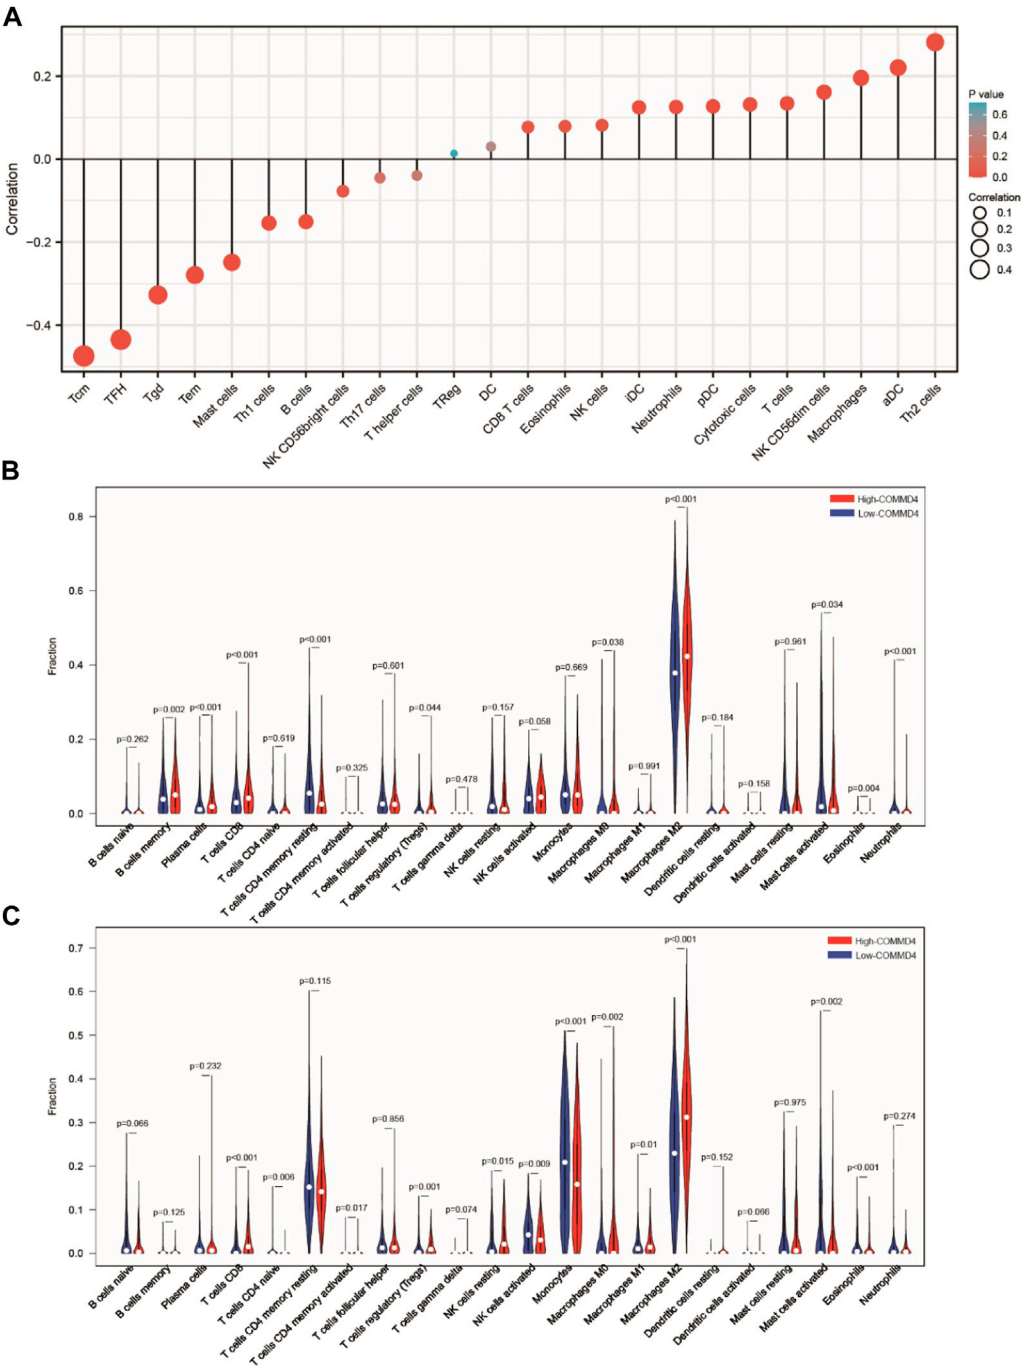 A
Correlation
0.2
0.0
−0.2
−0.4
Tcm
TFH
Tgd
Tem
Mast cells
Th1 cells
B cells
NK CD56bright cells
Th17 cells
T helper cells
TReg
DC
CD8 T cells
Eosinophils
NK cells
iDC
Neutrophils
pDC
Cytotoxic cells
T cells
NK CD56dim cells
Macrophages
aDC
Th2 cells
P value
0.6
0.4
0.2
0.0
Correlation
0.1
0.2
0.3
0.4
B
Fraction
0.8
0.6
0.4
0.2
0.0
High-COMMD4
Low-COMMD4
p=0.262
p=0.002
p<0.001
p<0.001
p=0.619
p<0.001
p=0.325
p=0.601
p=0.044
p=0.478
p=0.157
p=0.058
p=0.669
p=0.038
p=0.991
p<0.001
p=0.184
p=0.158
p=0.961
p=0.034
p=0.004
p<0.001
B cells naive
B cells memory
Plasma cells
T cells CD8
T cells CD4 naive
T cells CD4 memory resting
T cells CD4 memory activated
T cells follicular helper
T cells regulatory (Tregs)
T cells gamma delta
NK cells resting
NK cells activated
Monocytes
Macrophages M0
Macrophages M1
Macrophages M2
Dendritic cells resting
Dendritic cells activated
Mast cells resting
Mast cells activated
Eosinophils
Neutrophils
C
Fraction
0.7
0.6
0.5
0.4
0.3
0.2
0.1
0.0
High-COMMD4
Low-COMMD4
p=0.066
p=0.125
p=0.232
p<0.001
p=0.006
p=0.115
p=0.017
p=0.856
p=0.001
p=0.074
p=0.015
p=0.009
p<0.001
p=0.002
p=0.01
p<0.001
p=0.152
p=0.066
p=0.975
p=0.002
p<0.001
p=0.274
B cells naive
B cells memory
Plasma cells
T cells CD8
T cells CD4 naive
T cells CD4 memory resting
T cells CD4 memory activated
T cells follicular helper
T cells regulatory (Tregs)
T cells gamma delta
NK cells resting
NK cells activated
Monocytes
Macrophages M0
Macrophages M1
Macrophages M2
Dendritic cells resting
Dendritic cells activated
Mast cells resting
Mast cells activated
Eosinophils
Neutrophils